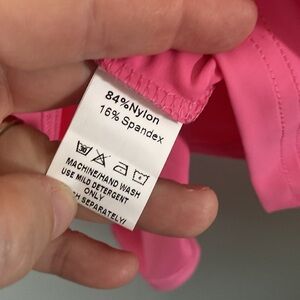 84%Nylon
16% Spandex
MACHINE/HAND WASH
USE MILD DETERGENT
ONLY
SEPARATELY/